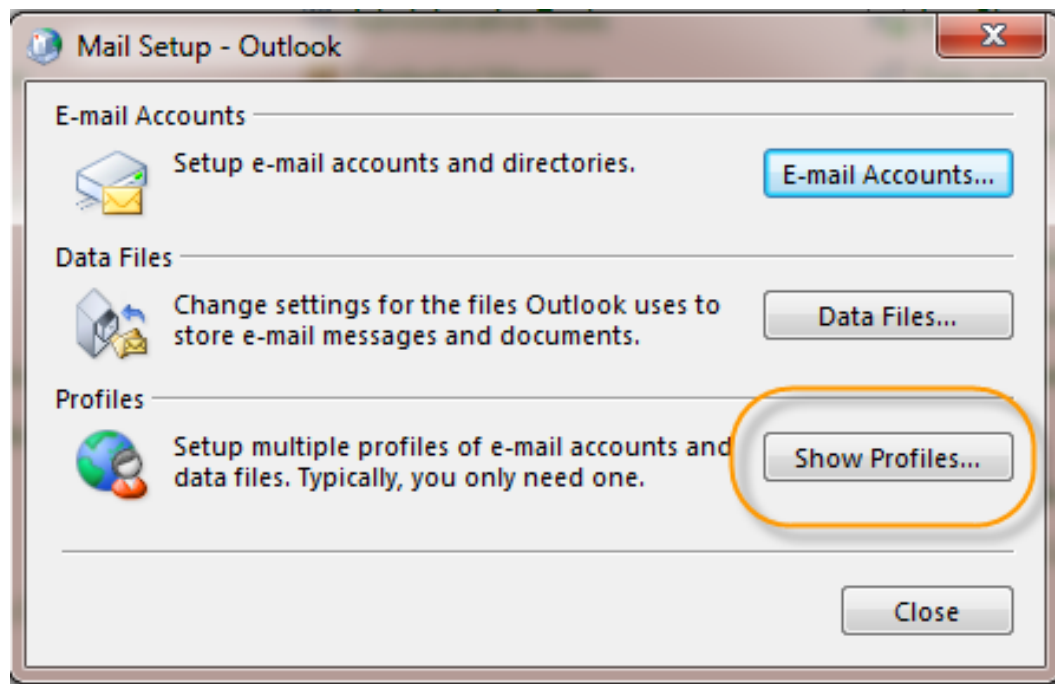 Mail Setup - Outlook
E-mail Accounts
Setup e-mail accounts and directories.
E-mail Accounts...
Data Files
Change settings for the files Outlook uses to
store e-mail messages and documents.
Data Files...
Profiles
Setup multiple profiles of e-mail accounts and
data files. Typically, you only need one.
Show Profiles...
Close